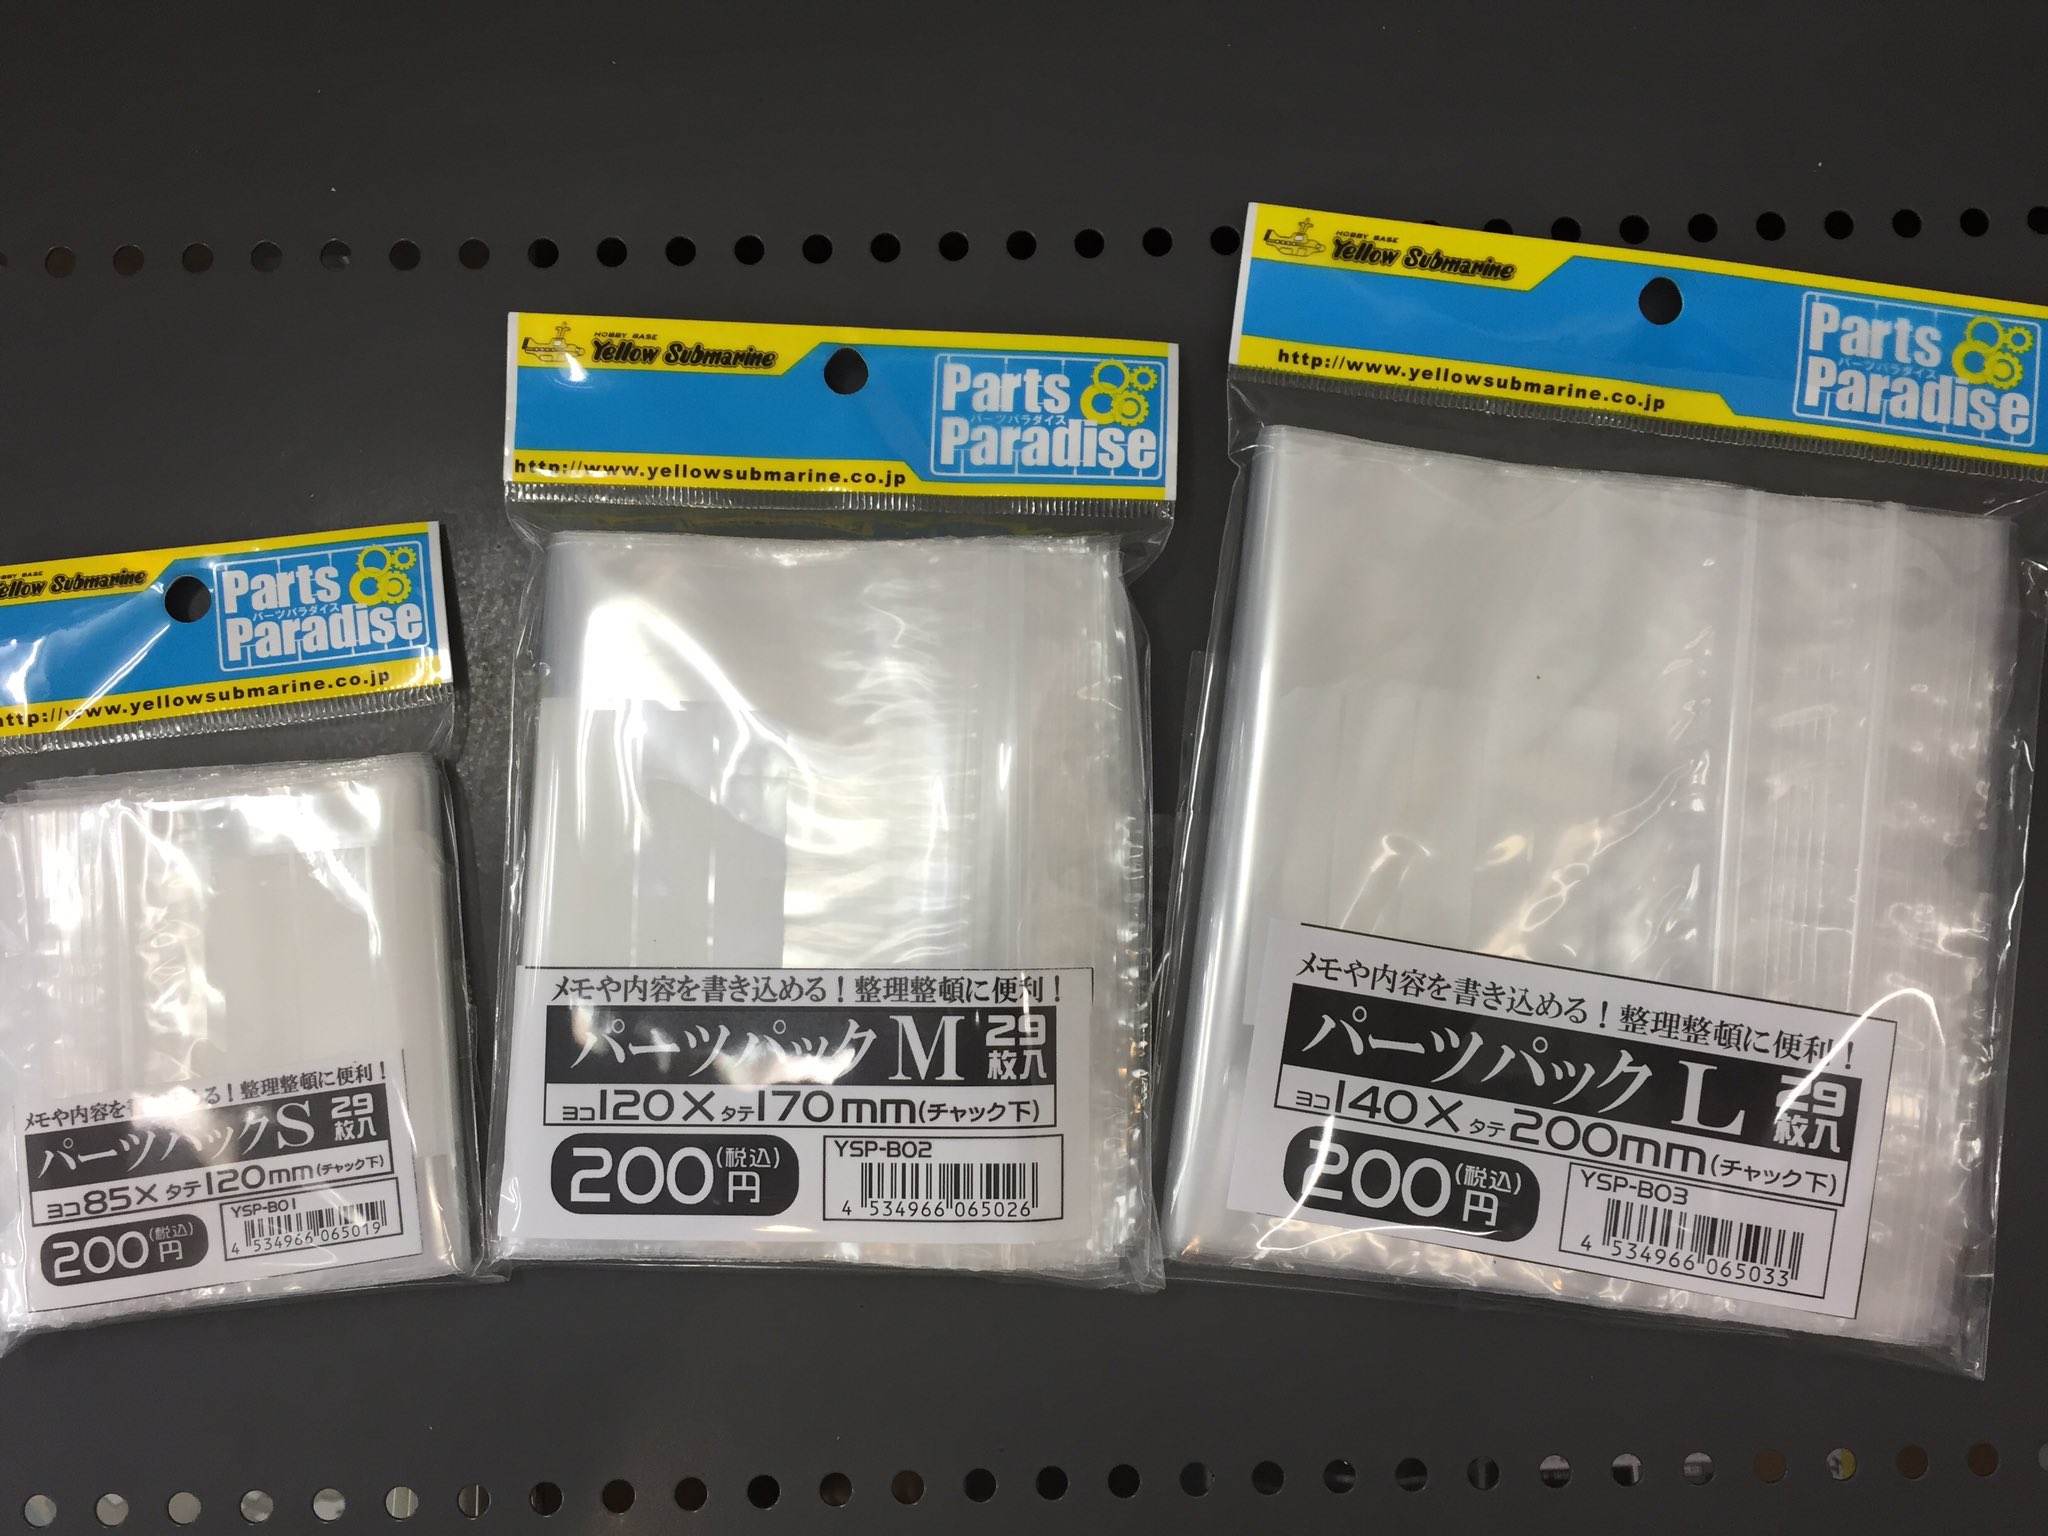 HOBBY BASE
Yellow Submarine
Parts
パーツパラダイス
Paradise
http://www.yellowsubmarine.co.jp
メモや内容を書き込める！整理整頓に便利！
パーツパックS 29枚入
ヨコ85×タテ120mm(チャック下)
200円(税込)
YSP-B01
4 534966 065019
HOBBY BASE
Yellow Submarine
Parts
パーツパラダイス
Paradise
http://www.yellowsubmarine.co.jp
メモや内容を書き込める！整理整頓に便利！
パーツパックM 29枚入
ヨコ120×タテ170mm(チャック下)
200円(税込)
YSP-B02
4 534966 065026
HOBBY BASE
Yellow Submarine
Parts
パーツパラダイス
Paradise
http://www.yellowsubmarine.co.jp
メモや内容を書き込める！整理整頓に便利！
パーツパックL 29枚入
ヨコ140×タテ200mm(チャック下)
200円(税込)
YSP-B03
4 534966 065033